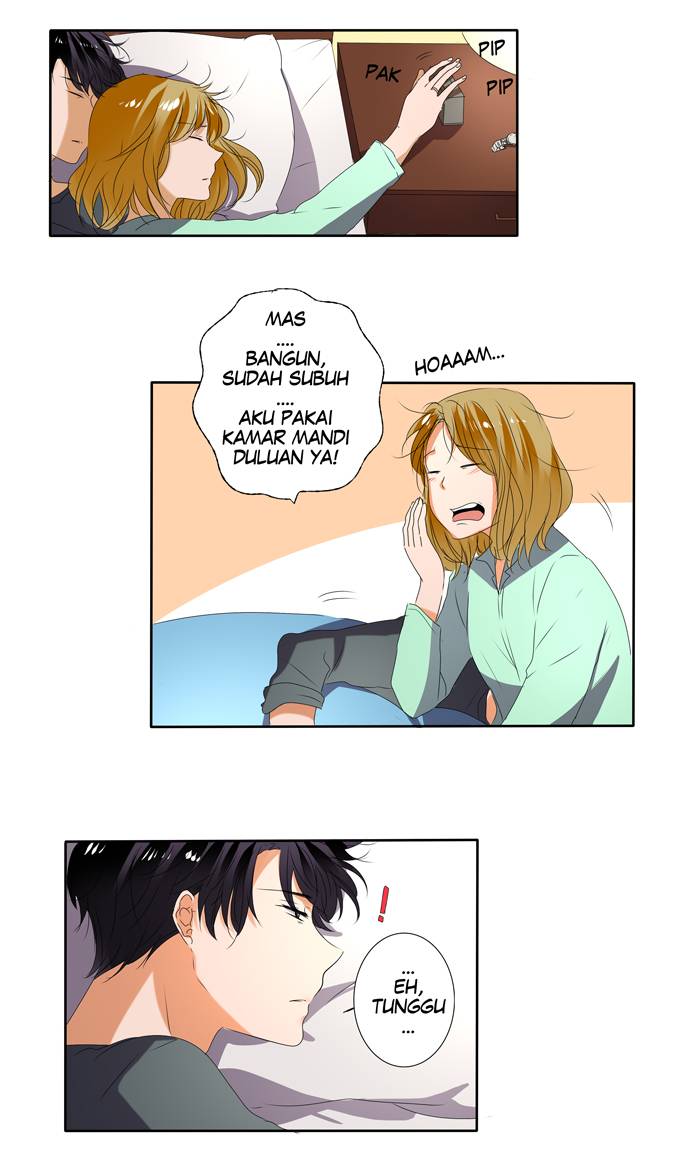 PIP
PAK
PIP
MAS
....
BANGUN,
SUDAH SUBUH
....
AKU PAKAI
KAMAR MANDI
DULUAN YA!
HOAAAM...
!
...
EH,
TUNGGU
...